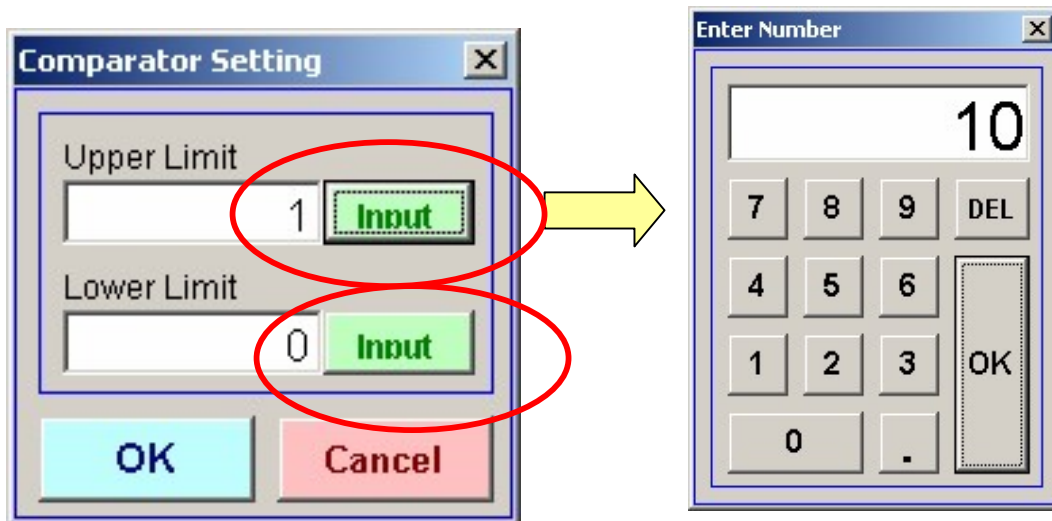 Comparator Setting
Upper Limit
1 Input
Lower Limit
0 Input
OK Cancel
Enter Number
10
7 8 9 DEL
4 5 6
1 2 3 OK
0 .